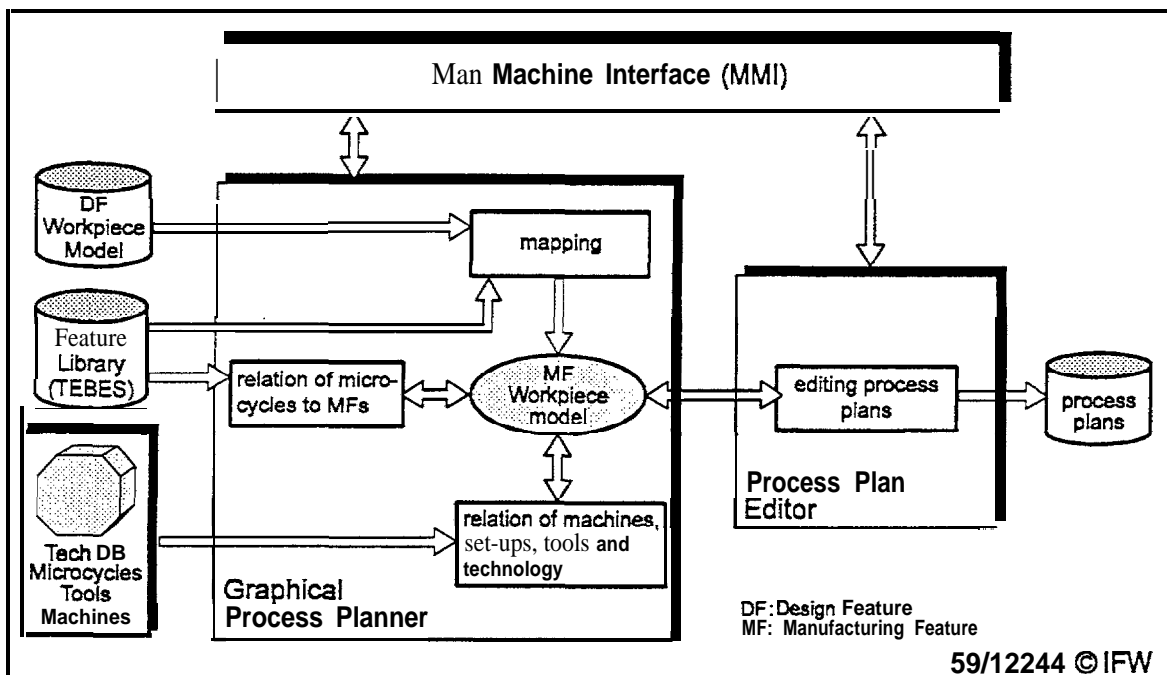 Man Machine Interface (MMI)
DF
Workpiece
Model
mapping
Feature
Library
(TEBES)
relation of micro-
cycles to MFs
MF
Workpiece
model
editing process
plans
process
plans
Tech DB
Microcycles
Tools
Machines
relation of machines,
set-ups, tools and
technology
Graphical
Process Planner
Process Plan
Editor
DF: Design Feature
MF: Manufacturing Feature
59/12244 © IFW